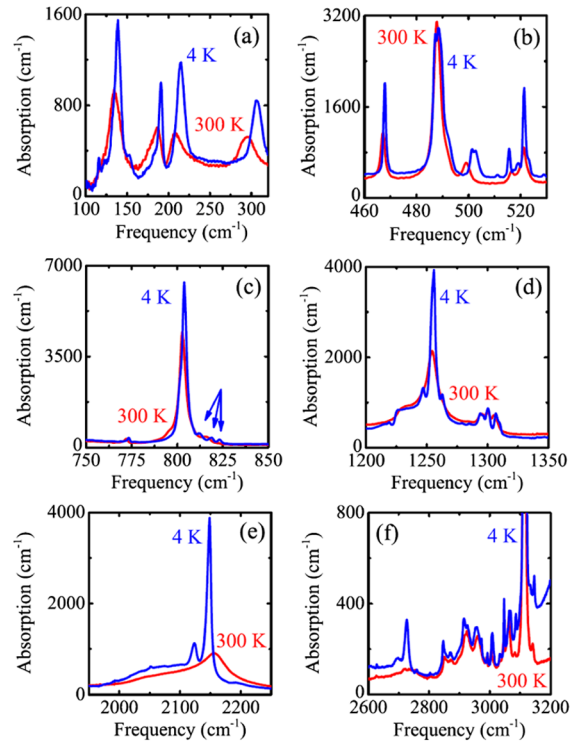 1600
(a)
4 K
800
300 K
0
100 150 200 250 300
Absorption (cm⁻¹)
Frequency (cm⁻¹)
3200
300 K
(b)
4 K
1600
0
460 480 500 520
Absorption (cm⁻¹)
Frequency (cm⁻¹)
7000
(c)
4 K
3500
300 K
0
750 775 800 825 850
Absorption (cm⁻¹)
Frequency (cm⁻¹)
4000
(d)
4 K
2000
300 K
0
1200 1250 1300 1350
Absorption (cm⁻¹)
Frequency (cm⁻¹)
4000
(e)
4 K
2000
300 K
0
2000 2100 2200
Absorption (cm⁻¹)
Frequency (cm⁻¹)
800
(f)
4 K
400
300 K
0
2600 2800 3000 3200
Absorption (cm⁻¹)
Frequency (cm⁻¹)